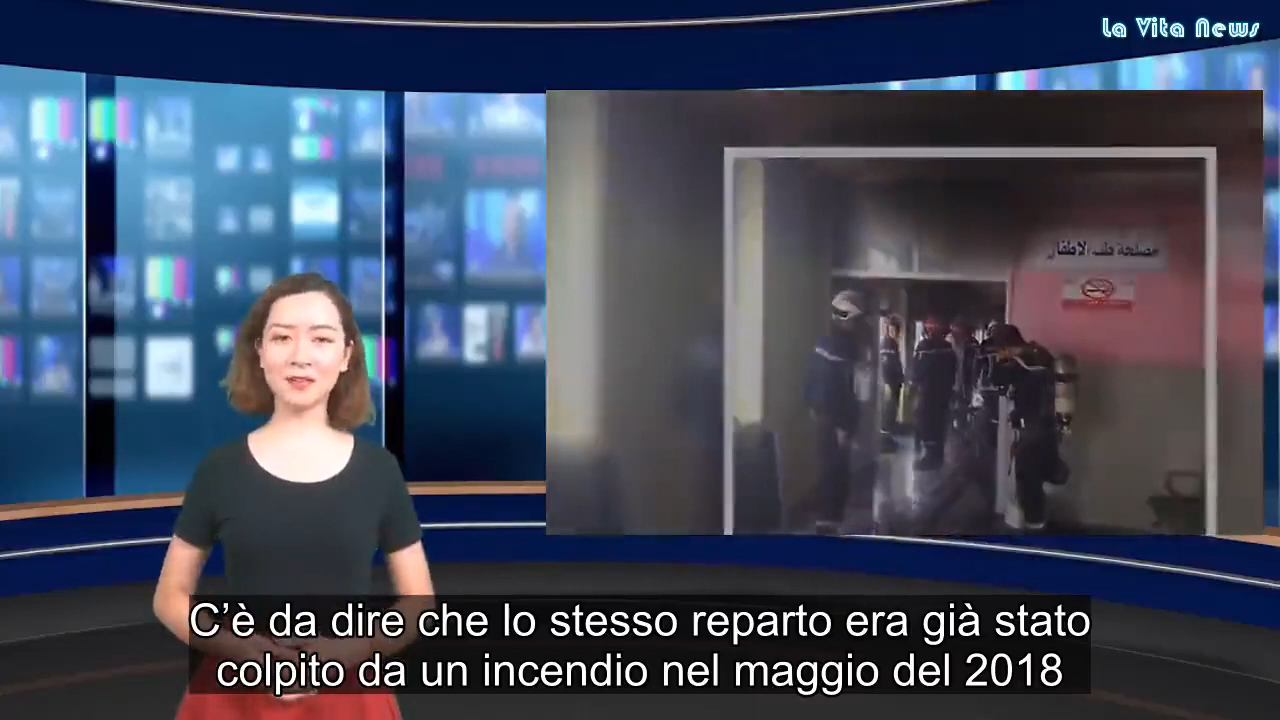 La Vita News
مصلحة طب الاطفال
C'è da dire che lo stesso reparto era già stato
colpito da un incendio nel maggio del 2018